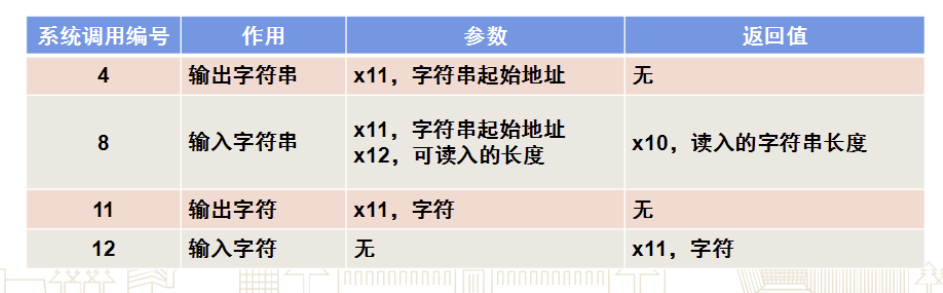 系统调用编号 作用 参数 返回值
4 输出字符串 x11，字符串起始地址 无
8 输入字符串 x11，字符串起始地址
x12，可读入的长度 x10，读入的字符串长度
11 输出字符 x11，字符 无
12 输入字符 无 x11，字符